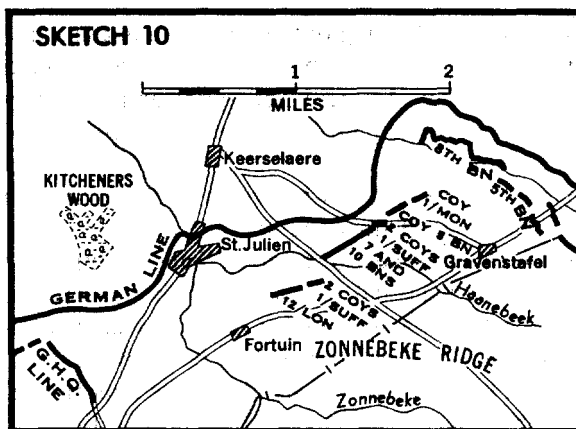 SKETCH 10
1
2
MILES
Keerselaere
KITCHENERS
WOOD
8TH BN
5TH BN
COY
1/MON
COY 8 BN
2 COYS
1/SUFF
7 AND
10 BNS
Gravenstafel
St. Julien
GERMAN LINE
2 COYS
1/SUFF
12/LON
Haanebeek
Fortuin
ZONNEBEKE RIDGE
G.H.Q.
LINE
Zonnebeke